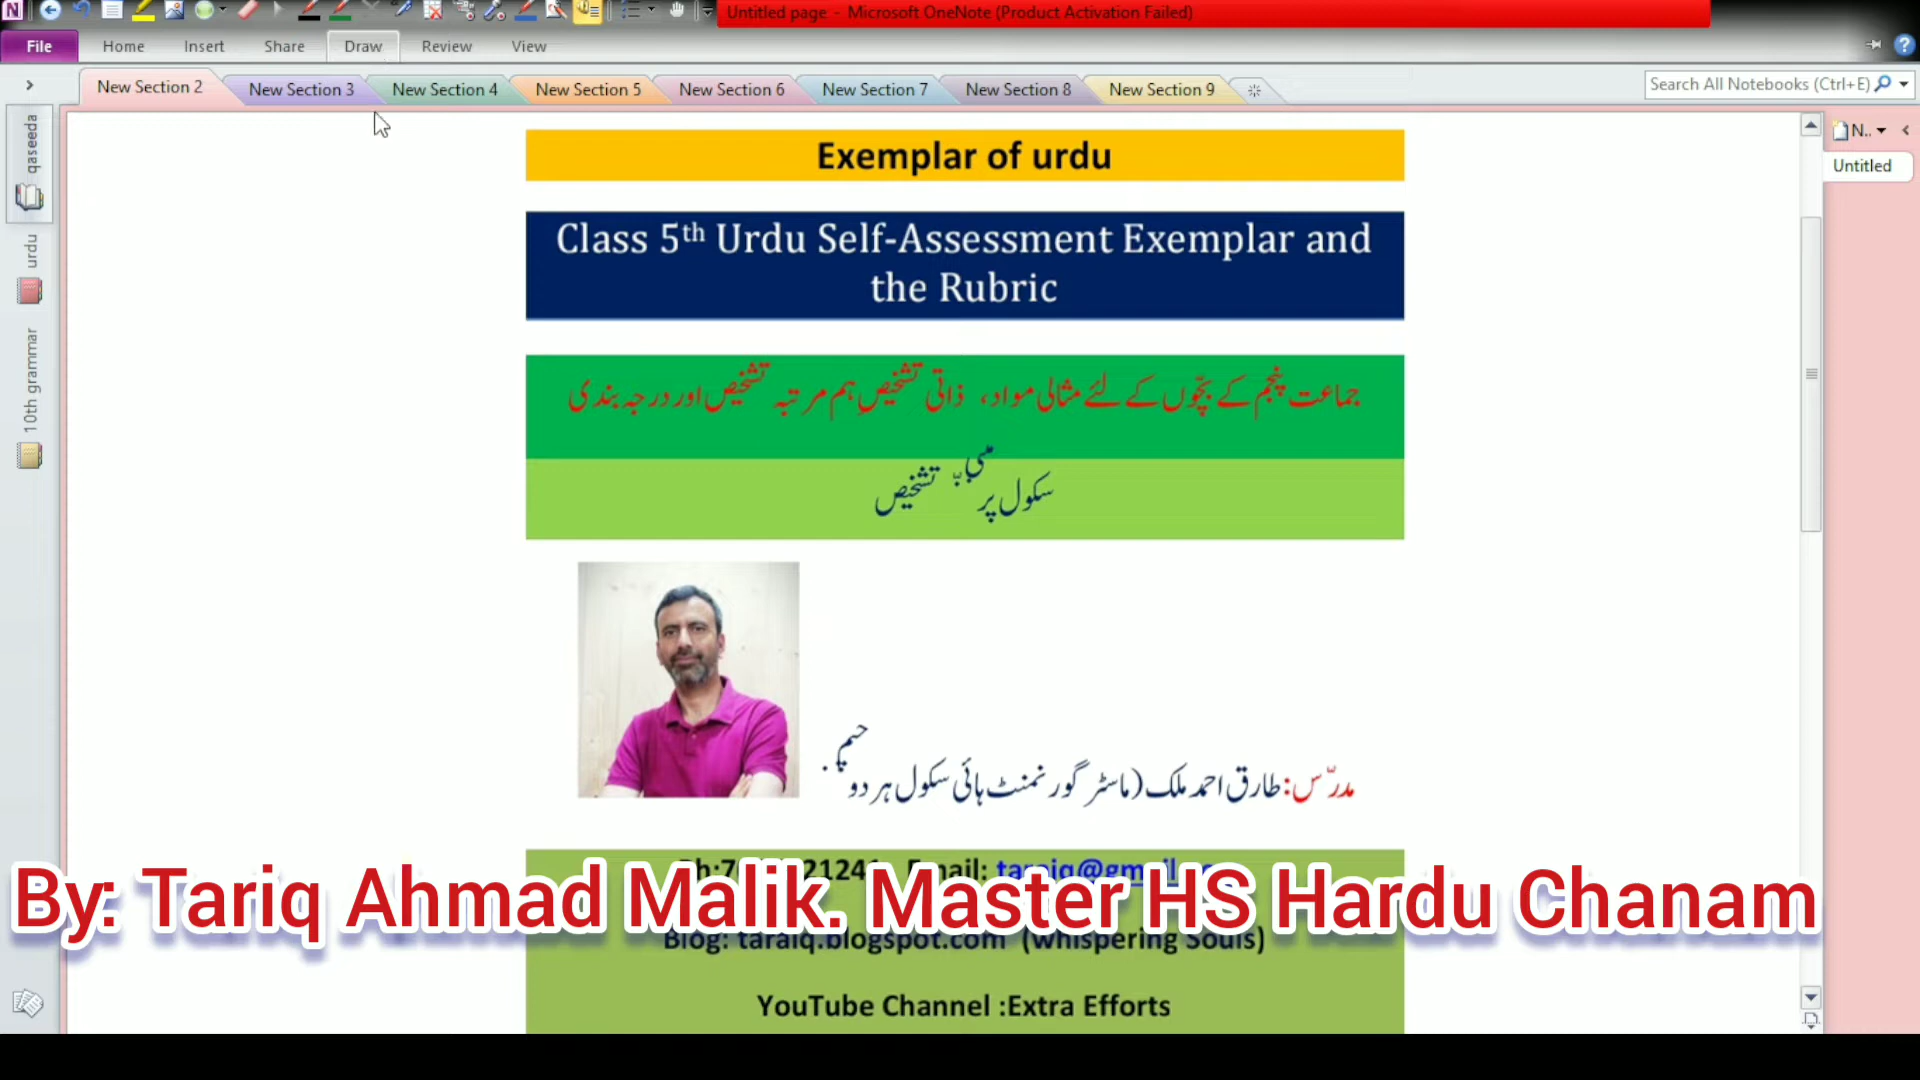 Untitled page - Microsoft OneNote (Product Activation Failed)
File Home Insert Share Draw Review View
New Section 2 New Section 3 New Section 4 New Section 5 New Section 6 New Section 7 New Section 8 New Section 9
Search All Notebooks (Ctrl+E)
N..
Untitled
qaseeda
urdu
10th grammar
Exemplar of urdu
Class 5th Urdu Self-Assessment Exemplar and
the Rubric
جماعت پنجم کے بچّوں کے لئے مثالی مواد، ذاتی تشخیص ہم مرتبہ تشخیص اور درجہ بندی
سکول پر مبنی تشخیص
مدرّس: طارق احمد ملک (ماسٹر گورنمنٹ ہائی سکول ہردو
Email:
By: Tariq Ahmad Malik. Master HS Hardu Chanam
Blog: taraiq.blogspot.com (whispering Souls)
YouTube Channel :Extra Efforts